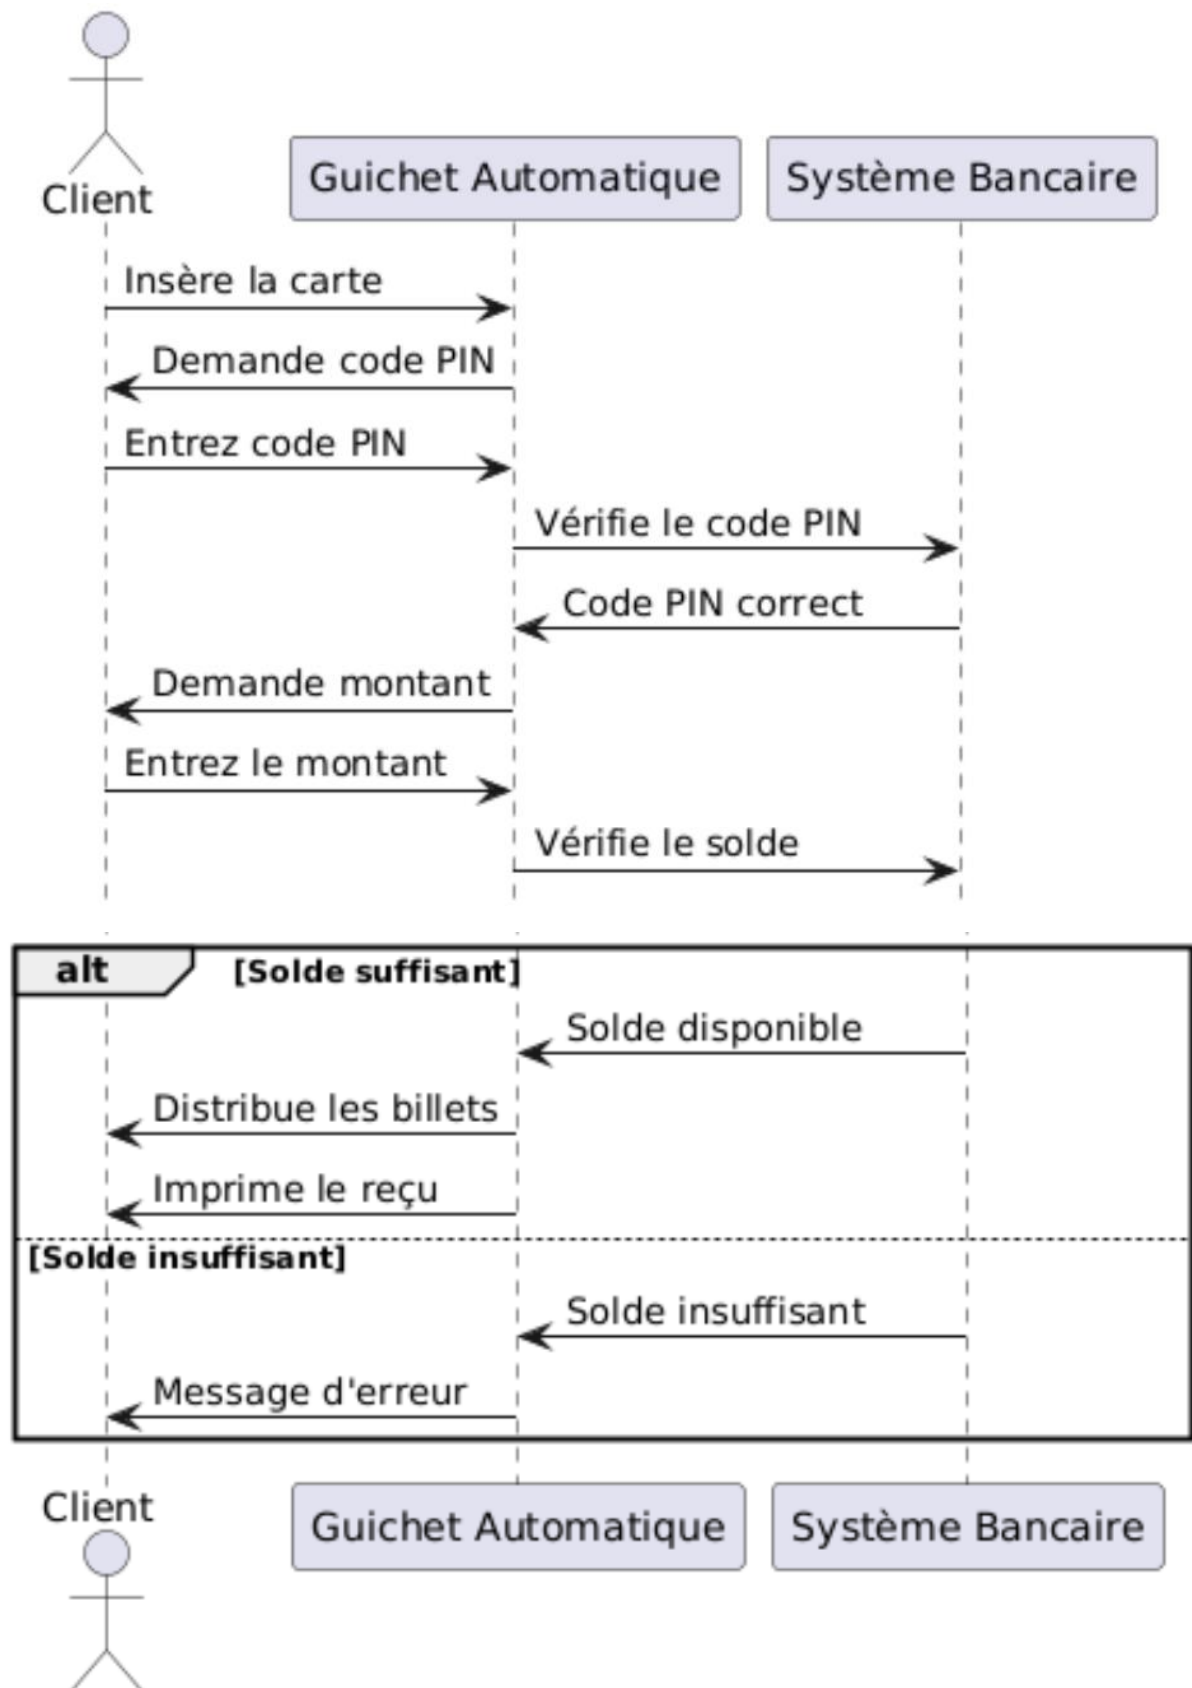 Client
Guichet Automatique
Système Bancaire
Insère la carte
Demande code PIN
Entrez code PIN
Vérifie le code PIN
Code PIN correct
Demande montant
Entrez le montant
Vérifie le solde
alt
[Solde suffisant]
Solde disponible
Distribue les billets
Imprime le reçu
[Solde insuffisant]
Solde insuffisant
Message d'erreur
Client
Guichet Automatique
Système Bancaire